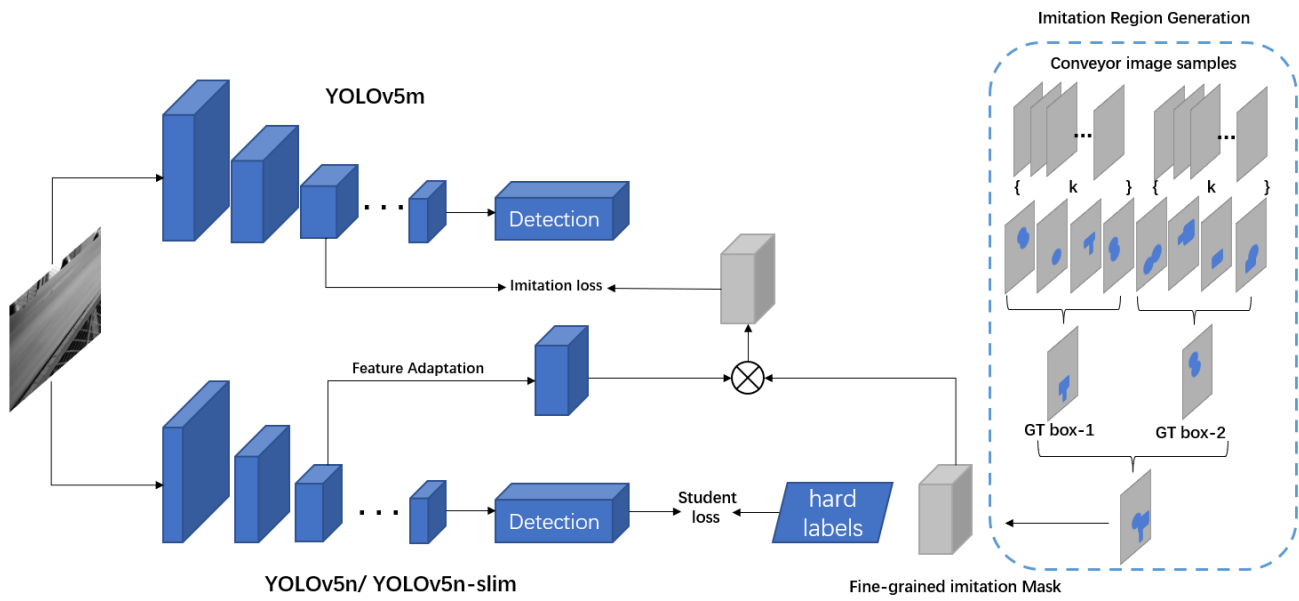 Imitation Region Generation
Conveyor image samples
YOLOv5m
...
...
{ k } { k }
...
Detection
Imitation loss
Feature Adaptation
GT box-1
GT box-2
...
Detection
Student
loss
hard
labels
YOLOv5n/ YOLOv5n-slim
Fine-grained imitation Mask